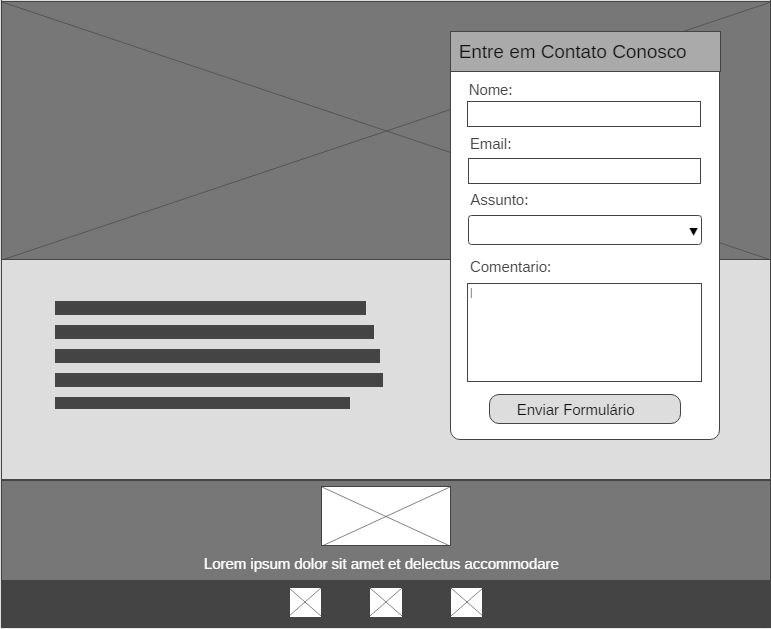 Entre em Contato Conosco
Nome:
Email:
Assunto:
Comentario:
Enviar Formulário
Lorem ipsum dolor sit amet et delectus accommodare